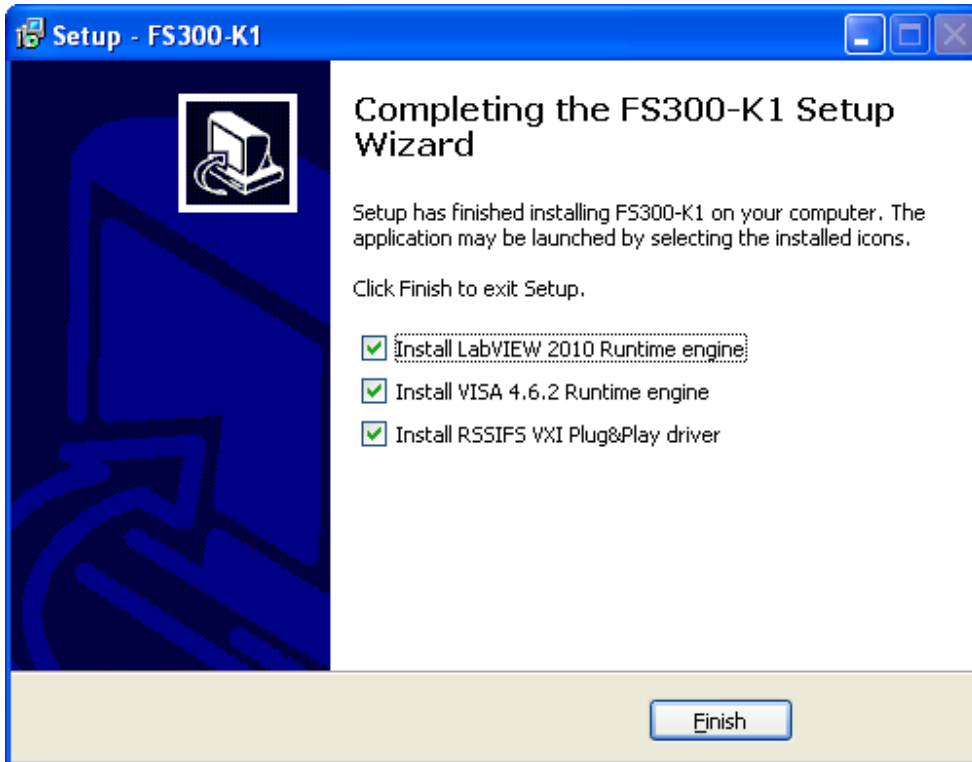 Setup - FS300-K1
Completing the FS300-K1 Setup
Wizard
Setup has finished installing FS300-K1 on your computer. The
application may be launched by selecting the installed icons.
Click Finish to exit Setup.
Install LabVIEW 2010 Runtime engine
Install VISA 4.6.2 Runtime engine
Install RSSIFS VXI Plug&Play driver
Finish